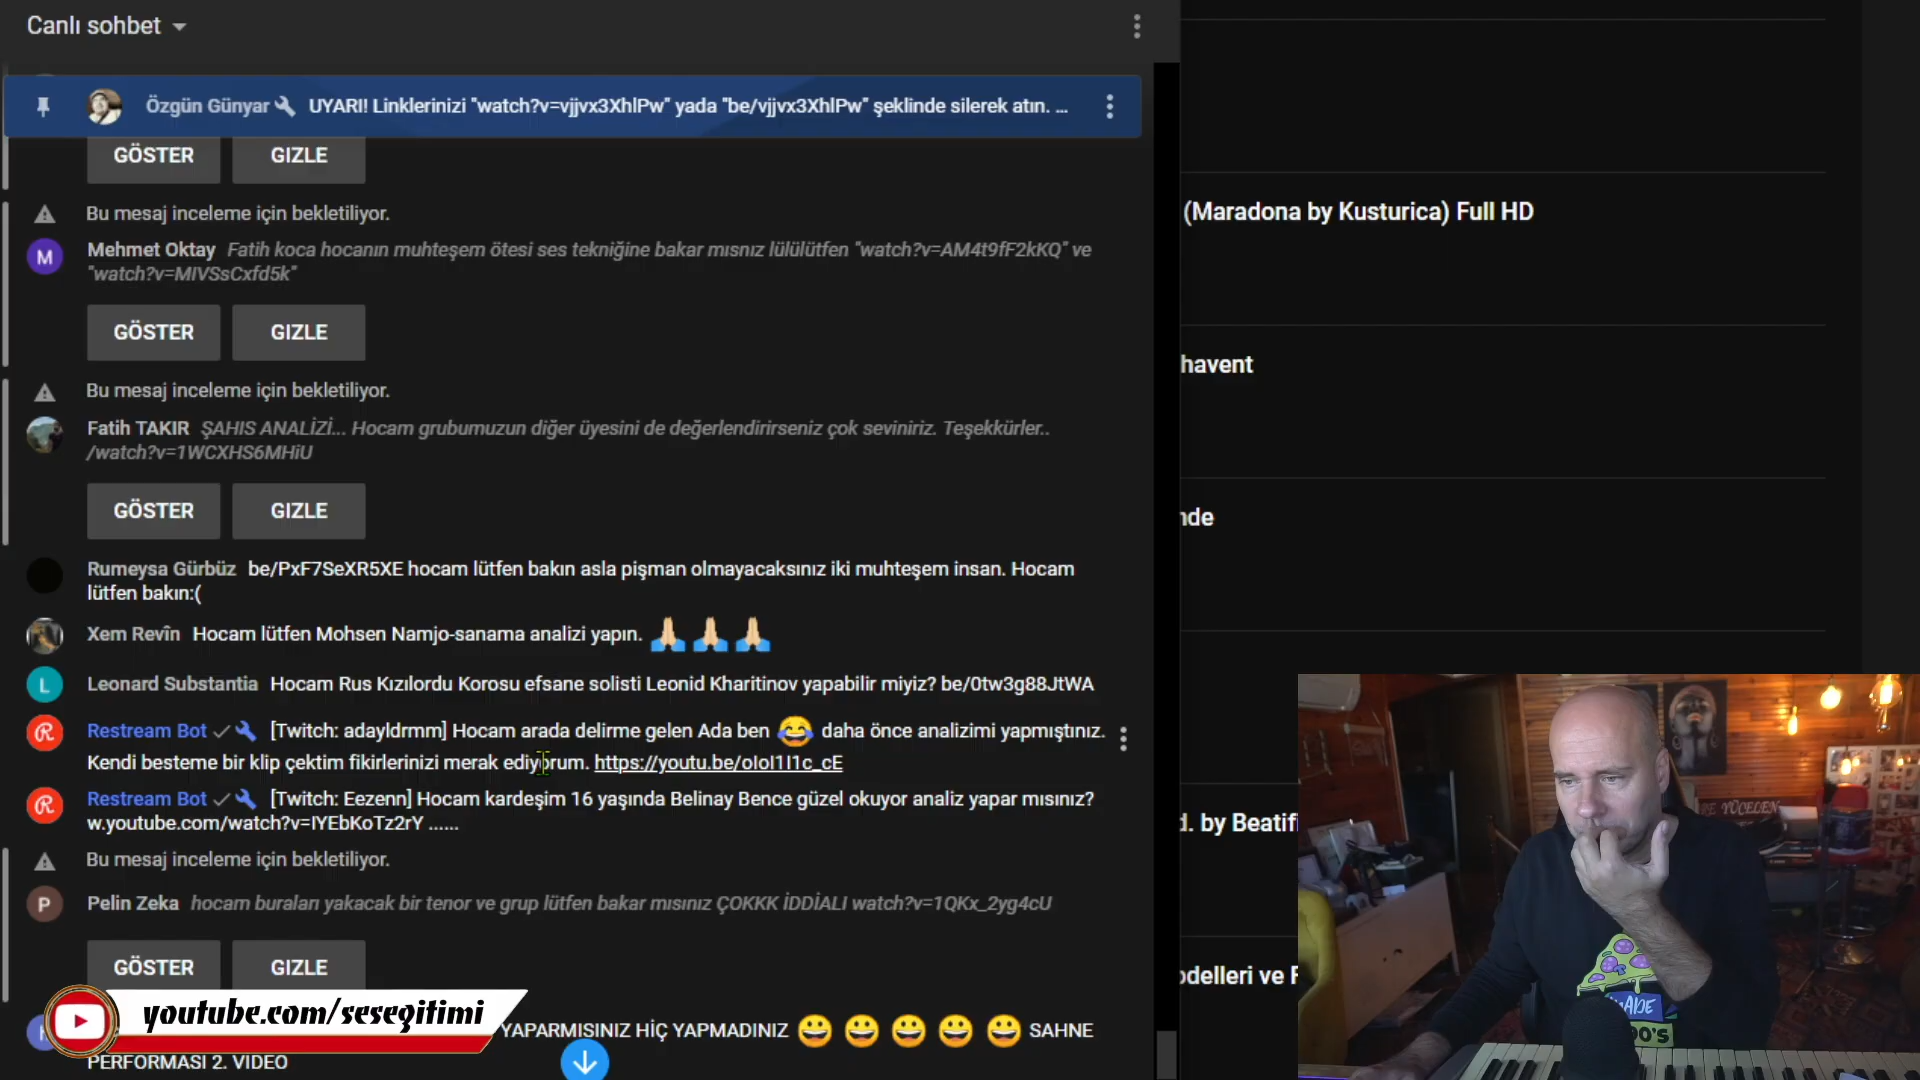 Canlı sohbet
Özgün Günyar UYARI! Linklerinizi "watch?v=vjjvx3XhlPw" yada "be/vjjvx3XhlPw" şeklinde silerek atın. ...
GÖSTER GIZLE
Bu mesaj inceleme için bekletiliyor.
Mehmet Oktay Fatih koca hocanın muhteşem ötesi ses tekniğine bakar mısnız lülülütfen "watch?v=AM4t9fF2kKQ" ve
"watch?v=MIVSsCxfd5k"
GÖSTER GIZLE
Bu mesaj inceleme için bekletiliyor.
Fatih TAKIR ŞAHIS ANALİZİ... Hocam grubumuzun diğer üyesini de değerlendirirseniz çok seviniriz. Teşekkürler..
/watch?v=1WCXHS6MHiU
GÖSTER GIZLE
Rumeysa Gürbüz be/PxF7SeXR5XE hocam lütfen bakın asla pişman olmayacaksınız iki muhteşem insan. Hocam
lütfen bakın:(
Xem Revîn Hocam lütfen Mohsen Namjo-sanama analizi yapın. 🙏🏻🙏🏻🙏🏻
L Leonard Substantia Hocam Rus Kızılordu Korosu efsane solisti Leonid Kharitinov yapabilir miyiz? be/0tw3g88JtWA
Restream Bot [Twitch: adayldrmm] Hocam arada delirme gelen Ada ben 😂 daha önce analizimi yapmıştınız.
Kendi besteme bir klip çektim fikirlerinizi merak ediyorum. https://youtu.be/oIoI1I1c_cE
Restream Bot [Twitch: Eezenn] Hocam kardeşim 16 yaşında Belinay Bence güzel okuyor analiz yapar mısınız?
w.youtube.com/watch?v=IYEbKoTz2rY ......
Bu mesaj inceleme için bekletiliyor.
P Pelin Zeka hocam buraları yakacak bir tenor ve grup lütfen bakar mısınız ÇOKKK İDDİALI watch?v=1QKx_2yg4cU
GÖSTER GIZLE
youtube.com/sesegitimi
YAPARMISINIZ HİÇ YAPMADINIZ 😀😀😀😀😀 SAHNE
PERFORMASI 2. VIDEO
(Maradona by Kusturica) Full HD
havent
nde
d. by Beatifi
odelleri ve F
BE YÜCELEN
MADE